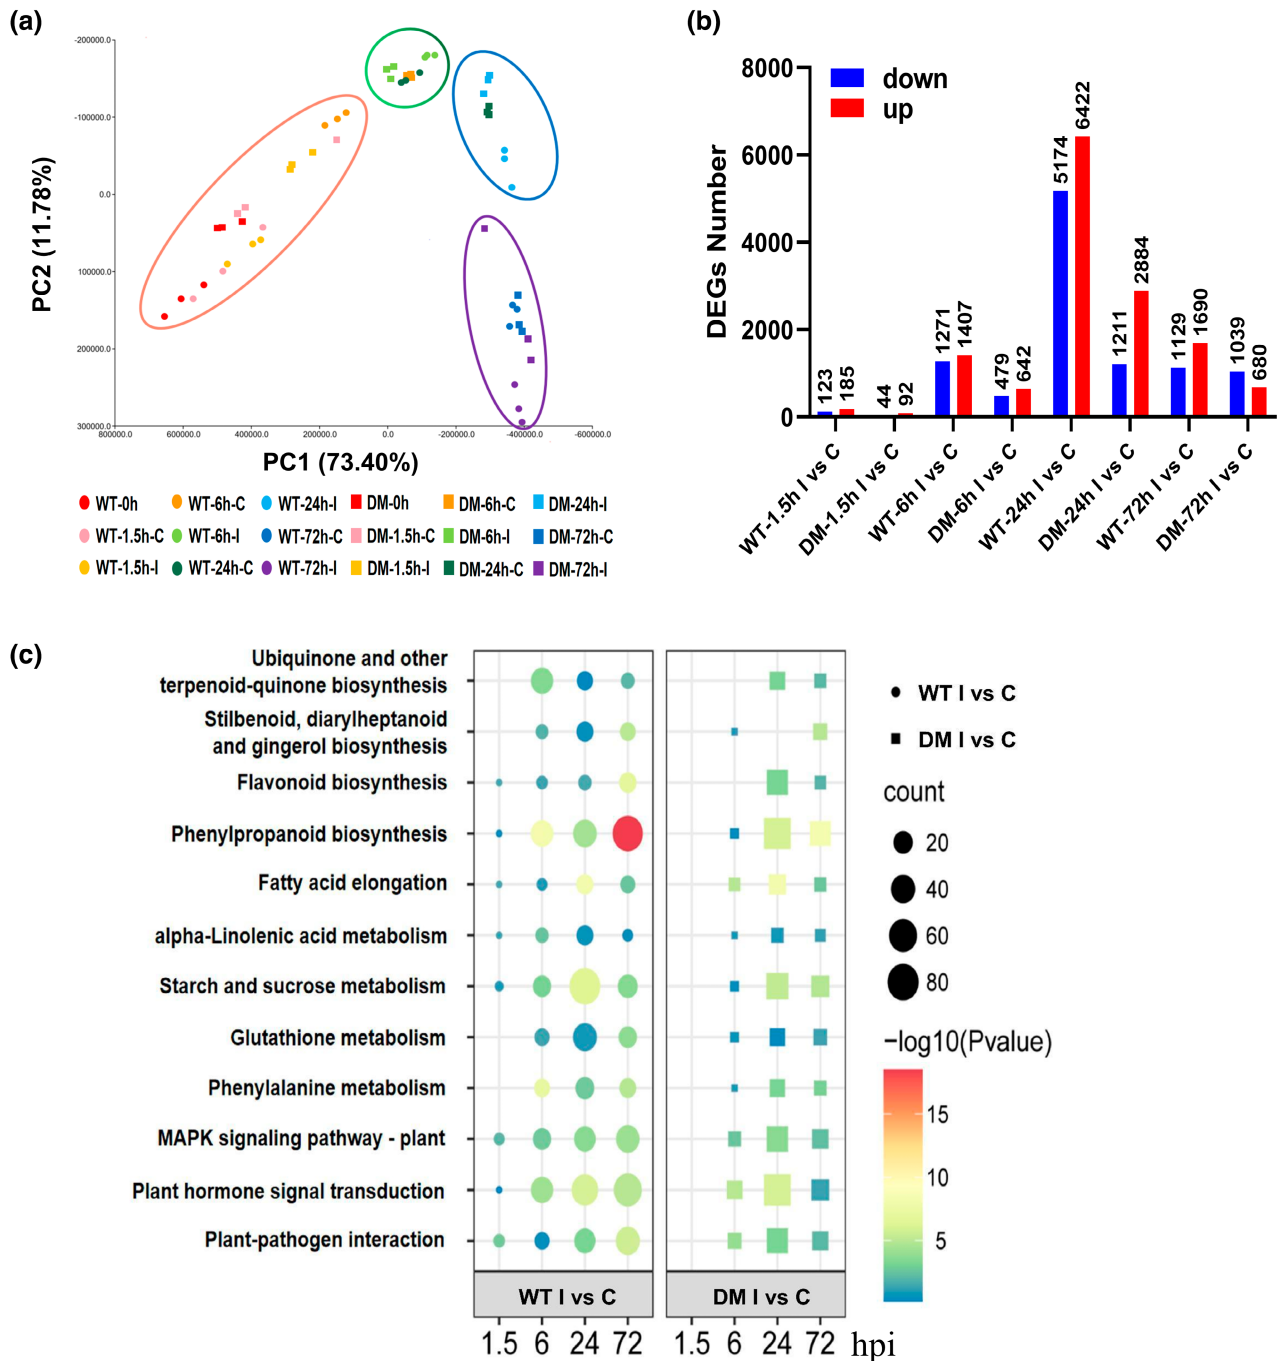 (a)
-200000.0
-100000.0
0.0
100000.0
200000.0
300000.0
PC2 (11.78%)
800000.0 600000.0 400000.0 200000.0 0.0 -200000.0 -400000.0 -600000.0
PC1 (73.40%)
WT-0h WT-6h-C WT-24h-I DM-0h DM-6h-C DM-24h-I
WT-1.5h-C WT-6h-I WT-72h-C DM-1.5h-C DM-6h-I DM-72h-C
WT-1.5h-I WT-24h-C WT-72h-I DM-1.5h-I DM-24h-C DM-72h-I
(b)
down
up
DEGs Number
8000
6000
4000
2000
0
123 185 44 92 1271 1407 479 642 5174 6422 1211 2884 1129 1690 1039 680
WT-1.5h I vs C
DM-1.5h I vs C
WT-6h I vs C
DM-6h I vs C
WT-24h I vs C
DM-24h I vs C
WT-72h I vs C
DM-72h I vs C
(c)
Ubiquinone and other
terpenoid-quinone biosynthesis
Stilbenoid, diarylheptanoid
and gingerol biosynthesis
Flavonoid biosynthesis
Phenylpropanoid biosynthesis
Fatty acid elongation
alpha-Linolenic acid metabolism
Starch and sucrose metabolism
Glutathione metabolism
Phenylalanine metabolism
MAPK signaling pathway - plant
Plant hormone signal transduction
Plant-pathogen interaction
WT I vs C DM I vs C
1.5 6 24 72 1.5 6 24 72 hpi
WT I vs C
DM I vs C
count
20
40
60
80
−log10(Pvalue)
15
10
5